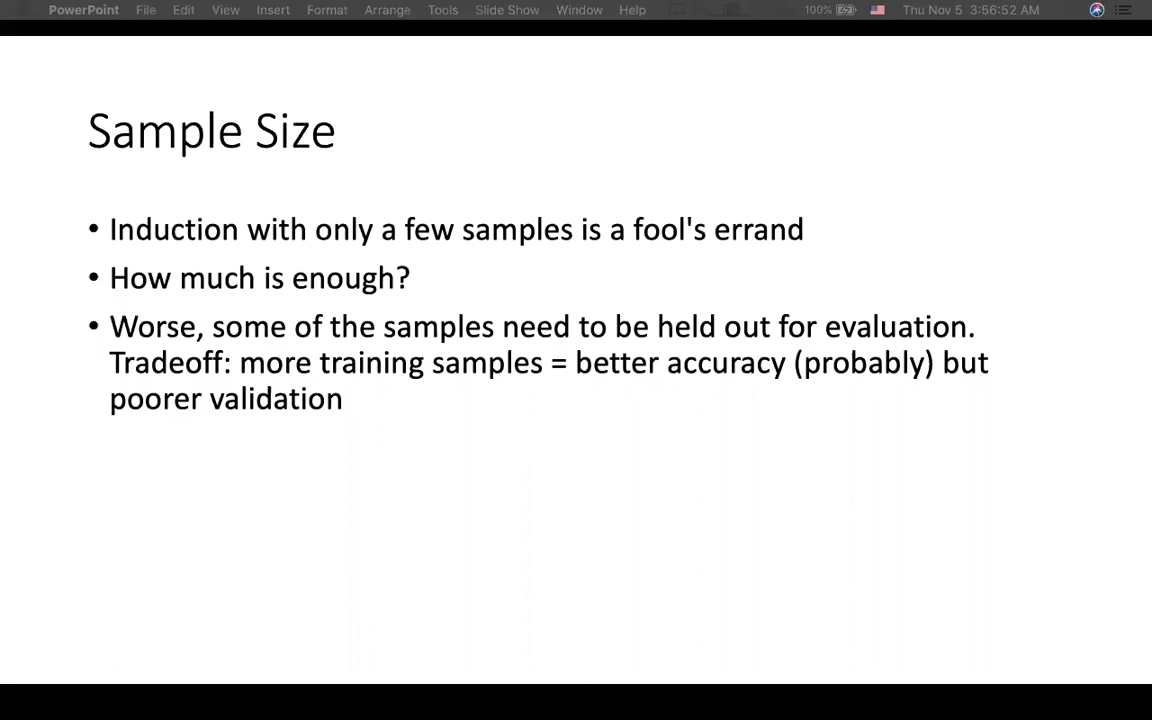 PowerPoint File Edit View Insert Format Arrange Tools Slide Show Window Help 100% Thu Nov 5 3:56:52 AM
Sample Size
• Induction with only a few samples is a fool's errand
• How much is enough?
• Worse, some of the samples need to be held out for evaluation.
Tradeoff: more training samples = better accuracy (probably) but
poorer validation